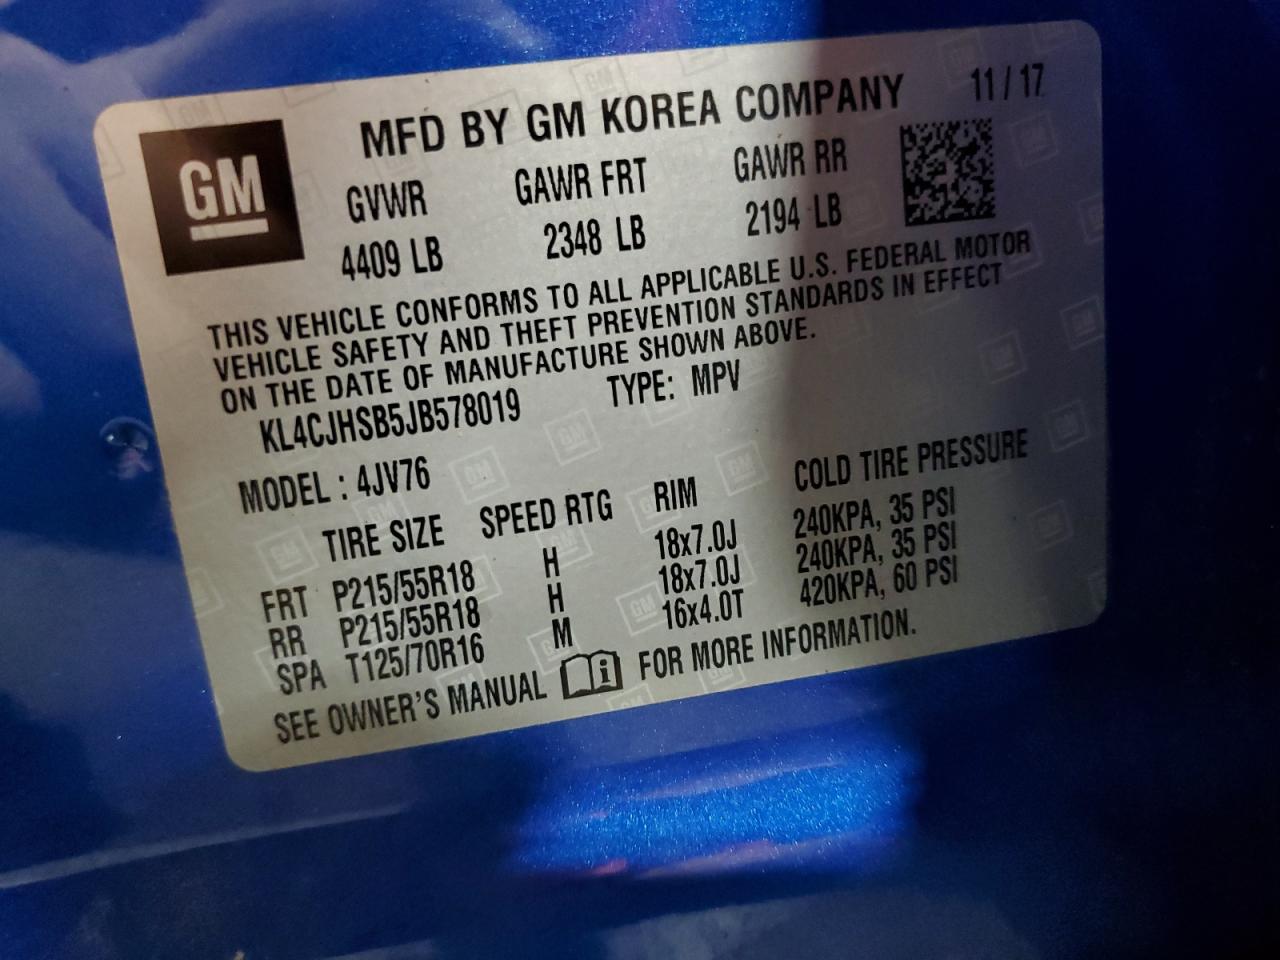 GM
MFD BY GM KOREA COMPANY 11 / 17
GVWR GAWR FRT GAWR RR
4409 LB 2348 LB 2194 LB
THIS VEHICLE CONFORMS TO ALL APPLICABLE U.S. FEDERAL MOTOR
VEHICLE SAFETY AND THEFT PREVENTION STANDARDS IN EFFECT
ON THE DATE OF MANUFACTURE SHOWN ABOVE.
KL4CJHSB5JB578019 TYPE: MPV
MODEL : 4JV76
TIRE SIZE SPEED RTG RIM COLD TIRE PRESSURE
FRT P215/55R18 H 18x7.0J 240KPA, 35 PSI
RR P215/55R18 H 18x7.0J 240KPA, 35 PSI
SPA T125/70R16 M 16x4.0T 420KPA, 60 PSI
SEE OWNER'S MANUAL i FOR MORE INFORMATION.